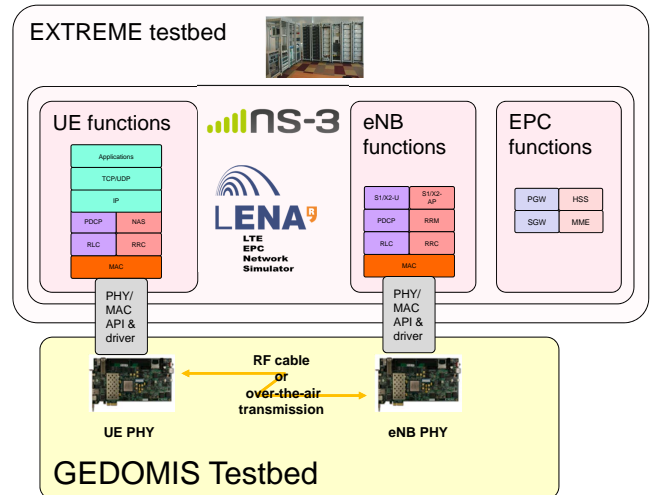 EXTREME testbed
UE functions
Applications
TCP/UDP
IP
PDCP
NAS
RLC
RRC
MAC
ns-3
LENA
LTE
EPC
Network
Simulator
eNB
functions
S1/X2-U
S1/X2-
AP
PDCP
RRM
RLC
RRC
MAC
EPC
functions
PGW
HSS
SGW
MME
PHY/
MAC
API &
driver
PHY/
MAC
API &
driver
RF cable
or
over-the-air
transmission
UE PHY
eNB PHY
GEDOMIS Testbed